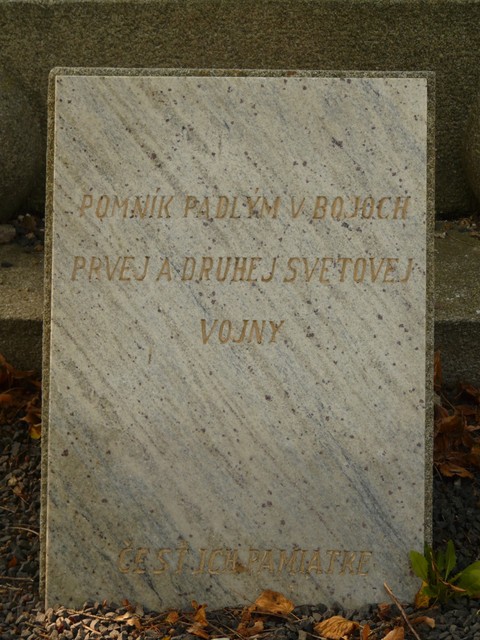 POMNÍK PADLÝM V BOJOCH
PRVEJ A DRUHEJ SVETOVEJ
VOJNY
ČESŤ ICH PAMIATKE